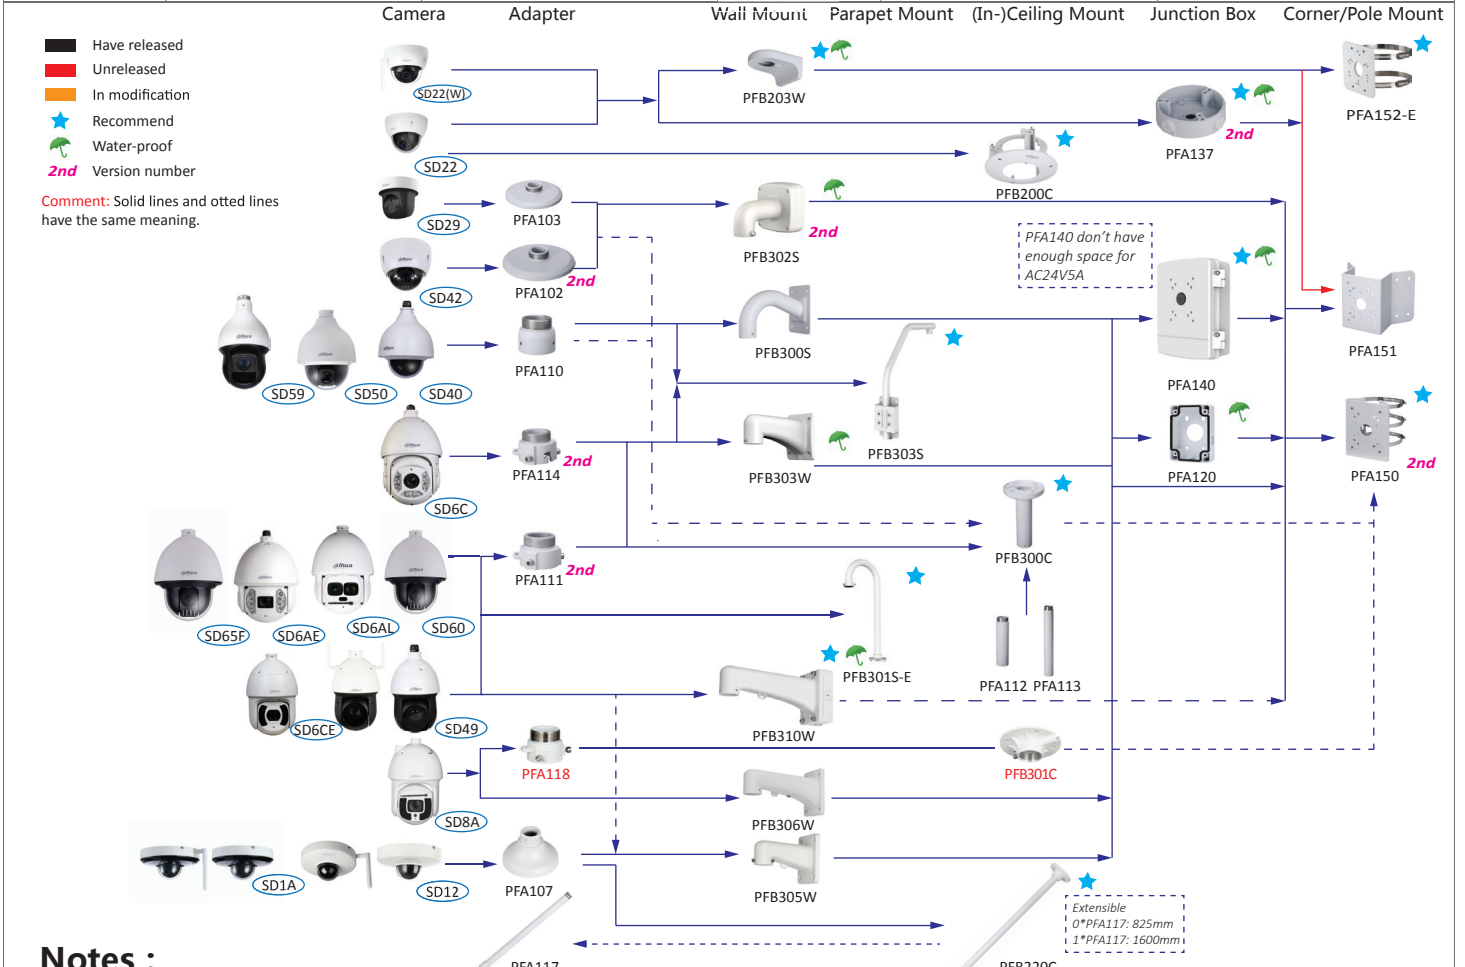 Camera
Adapter
Wall Mount
Parapet Mount
(In-)Ceiling Mount
Junction Box
Corner/Pole Mount
Have released
Unreleased
In modification
Recommend
Water-proof
2nd Version number
Comment: Solid lines and otted lines
have the same meaning.
SD22(W)
PFB203W
PFA152-E
SD22
PFB200C
PFA137
2nd
SD29
PFA103
PFB302S
2nd
PFA140 don't have
enough space for
AC24V5A
SD42
PFA102
2nd
SD59
SD50
SD40
PFA110
PFB300S
PFB303S
PFA140
PFA151
SD6C
PFA114
2nd
PFB303W
PFA120
PFA150
2nd
SD65F
SD6AE
SD6AL
SD60
PFA111
2nd
PFB300C
PFB301S-E
PFA112
PFA113
SD6CE
SD49
PFB310W
SD8A
PFA118
PFB301C
PFB306W
SD1A
SD12
PFA107
PFB305W
Extensible
0*PFA117: 825mm
1*PFA117: 1600mm
Notes :
PFA117
PFB220C